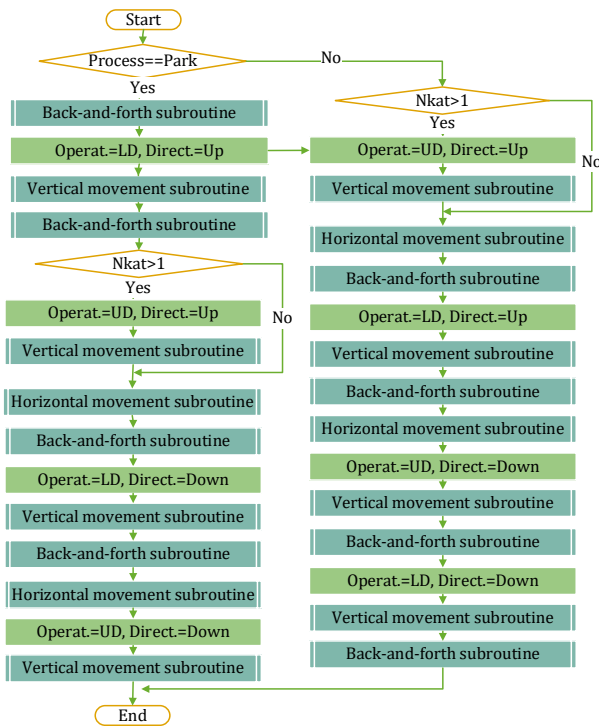 Start
Process==Park
No
Yes
Back-and-forth subroutine
Operat.=LD, Direct.=Up
Vertical movement subroutine
Back-and-forth subroutine
Nkat>1
Yes
No
Operat.=UD, Direct.=Up
Vertical movement subroutine
Horizontal movement subroutine
Back-and-forth subroutine
Operat.=LD, Direct.=Down
Vertical movement subroutine
Back-and-forth subroutine
Horizontal movement subroutine
Operat.=UD, Direct.=Down
Vertical movement subroutine
End
Nkat>1
Yes
No
Operat.=UD, Direct.=Up
Vertical movement subroutine
Horizontal movement subroutine
Back-and-forth subroutine
Operat.=LD, Direct.=Up
Vertical movement subroutine
Back-and-forth subroutine
Horizontal movement subroutine
Operat.=UD, Direct.=Down
Vertical movement subroutine
Back-and-forth subroutine
Operat.=LD, Direct.=Down
Vertical movement subroutine
Back-and-forth subroutine